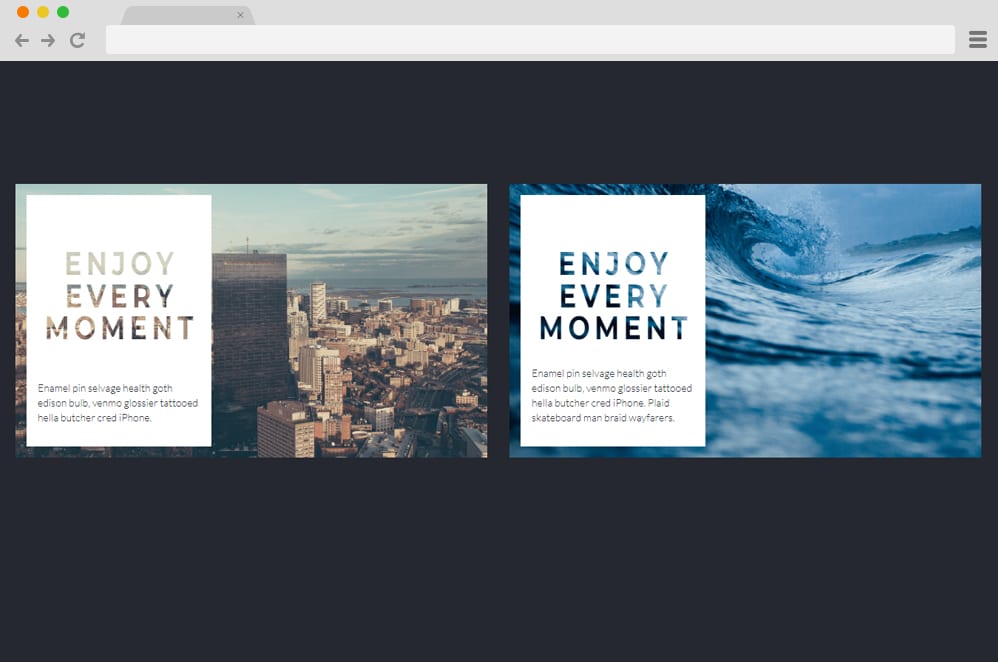 ENJOY
EVERY
MOMENT
Enamel pin selvage health goth
edison bulb, venmo glossier tattooed
hella butcher cred iPhone.
ENJOY
EVERY
MOMENT
Enamel pin selvage health goth
edison bulb, venmo glossier tattooed
hella butcher cred iPhone. Plaid
skateboard man braid wayfarers.